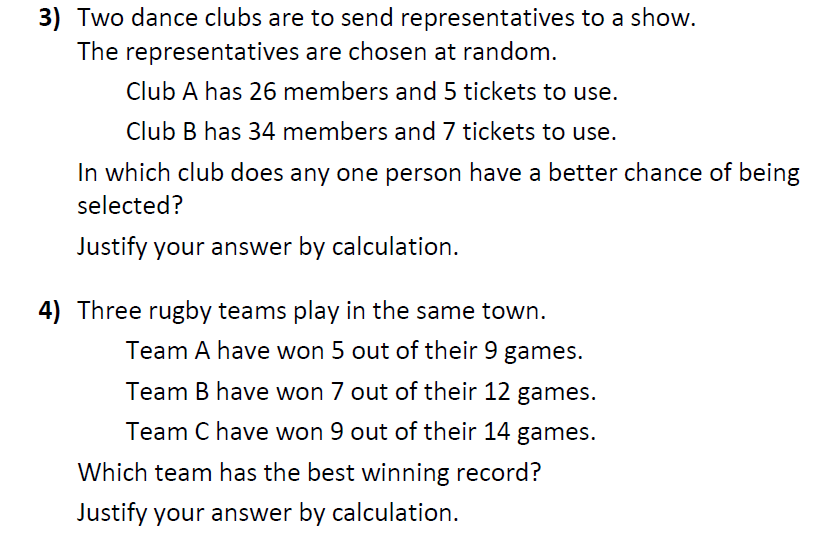 3) Two dance clubs are to send representatives to a show.
The representatives are chosen at random.
Club A has 26 members and 5 tickets to use.
Club B has 34 members and 7 tickets to use.
In which club does any one person have a better chance of being
selected?
Justify your answer by calculation.
4) Three rugby teams play in the same town.
Team A have won 5 out of their 9 games.
Team B have won 7 out of their 12 games.
Team C have won 9 out of their 14 games.
Which team has the best winning record?
Justify your answer by calculation.